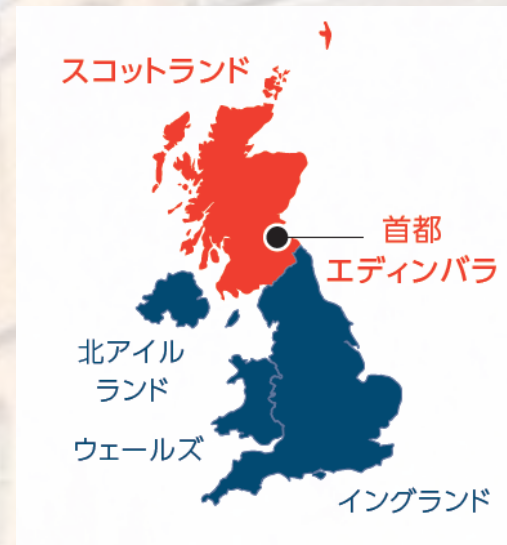 スコットランド
首都
エディンバラ
北アイル
ランド
ウェールズ
イングランド